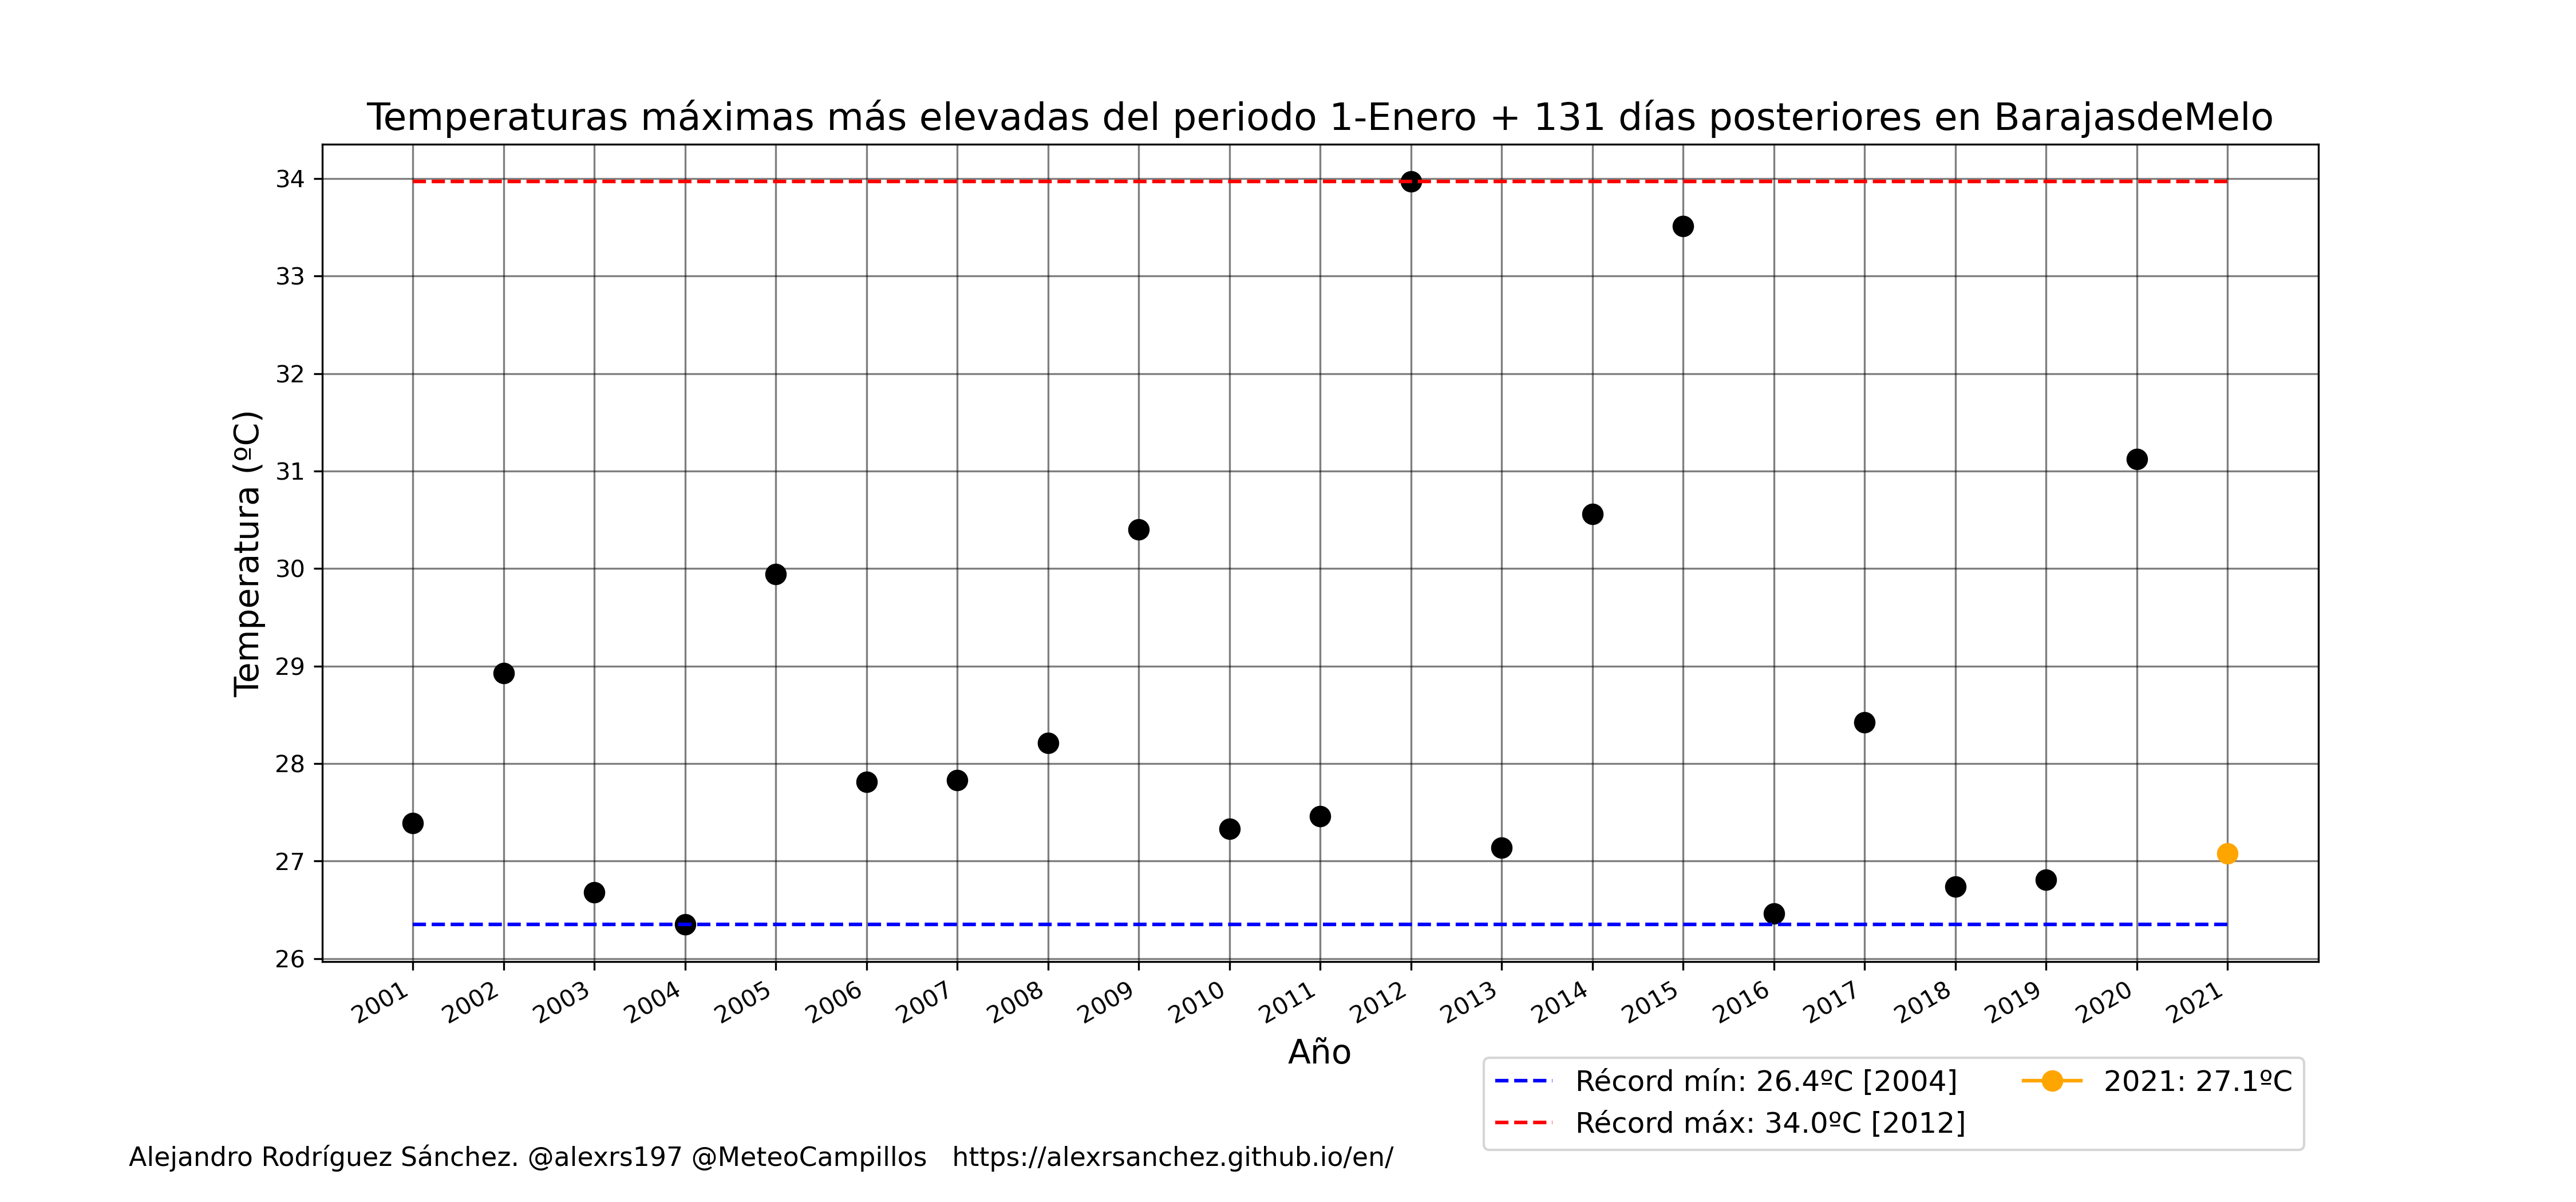 Temperaturas máximas más elevadas del periodo 1-Enero + 131 días posteriores en BarajasdeMelo
Temperatura (ºC)
34
33
32
31
30
29
28
27
26
2001 2002 2003 2004 2005 2006 2007 2008 2009 2010 2011 2012 2013 2014 2015 2016 2017 2018 2019 2020 2021
Año
Récord mín: 26.4ºC [2004]
Récord máx: 34.0ºC [2012]
2021: 27.1ºC
Alejandro Rodríguez Sánchez. @alexrs197 @MeteoCampillos https://alexrsanchez.github.io/en/